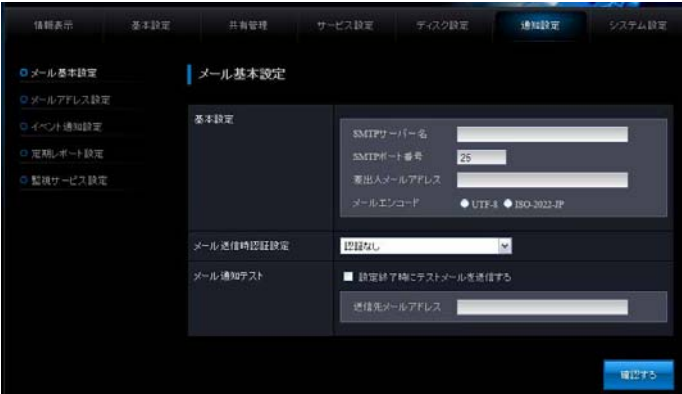 情報表示 基本設定 共有管理 サービス設定 ディスク設定 通知設定 システム設定
メール基本設定
メールアドレス設定
イベント通知設定
定期レポート設定
監視サービス設定
メール基本設定
基本設定
SMTPサーバー名
SMTPポート番号 25
差出人メールアドレス
メールエンコード UTF-8 ISO-2022-JP
メール送信時認証設定 認証なし
メール通知テスト 設定終了時にテストメールを送信する
送信先メールアドレス
確認する